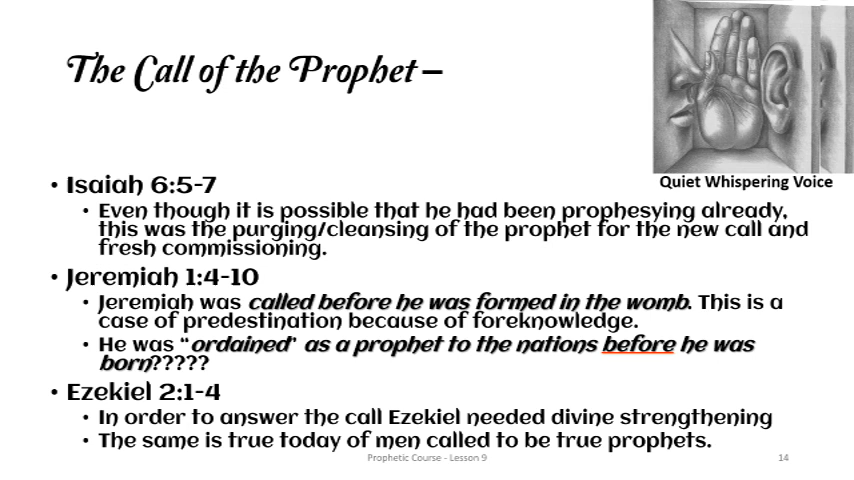 The Call of the Prophet –
Quiet Whispering Voice
• Isaiah 6:5-7
• Even though it is possible that he had been prophesying already,
this was the purging/cleansing of the prophet for the new call and
fresh commissioning.
• Jeremiah 1:4-10
• Jeremiah was called before he was formed in the womb. This is a
case of predestination because of foreknowledge.
• He was “ordained” as a prophet to the nations before he was
born?????
• Ezekiel 2:1-4
• In order to answer the call Ezekiel needed divine strengthening
• The same is true today of men called to be true prophets.
Prophetic Course - Lesson 9
14